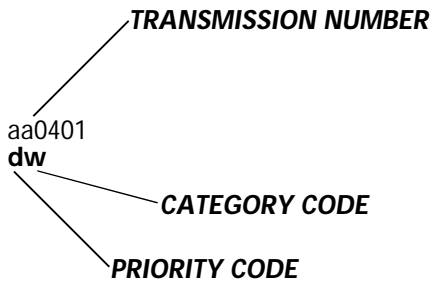 TRANSMISSION NUMBER
aa0401
dw
CATEGORY CODE
PRIORITY CODE